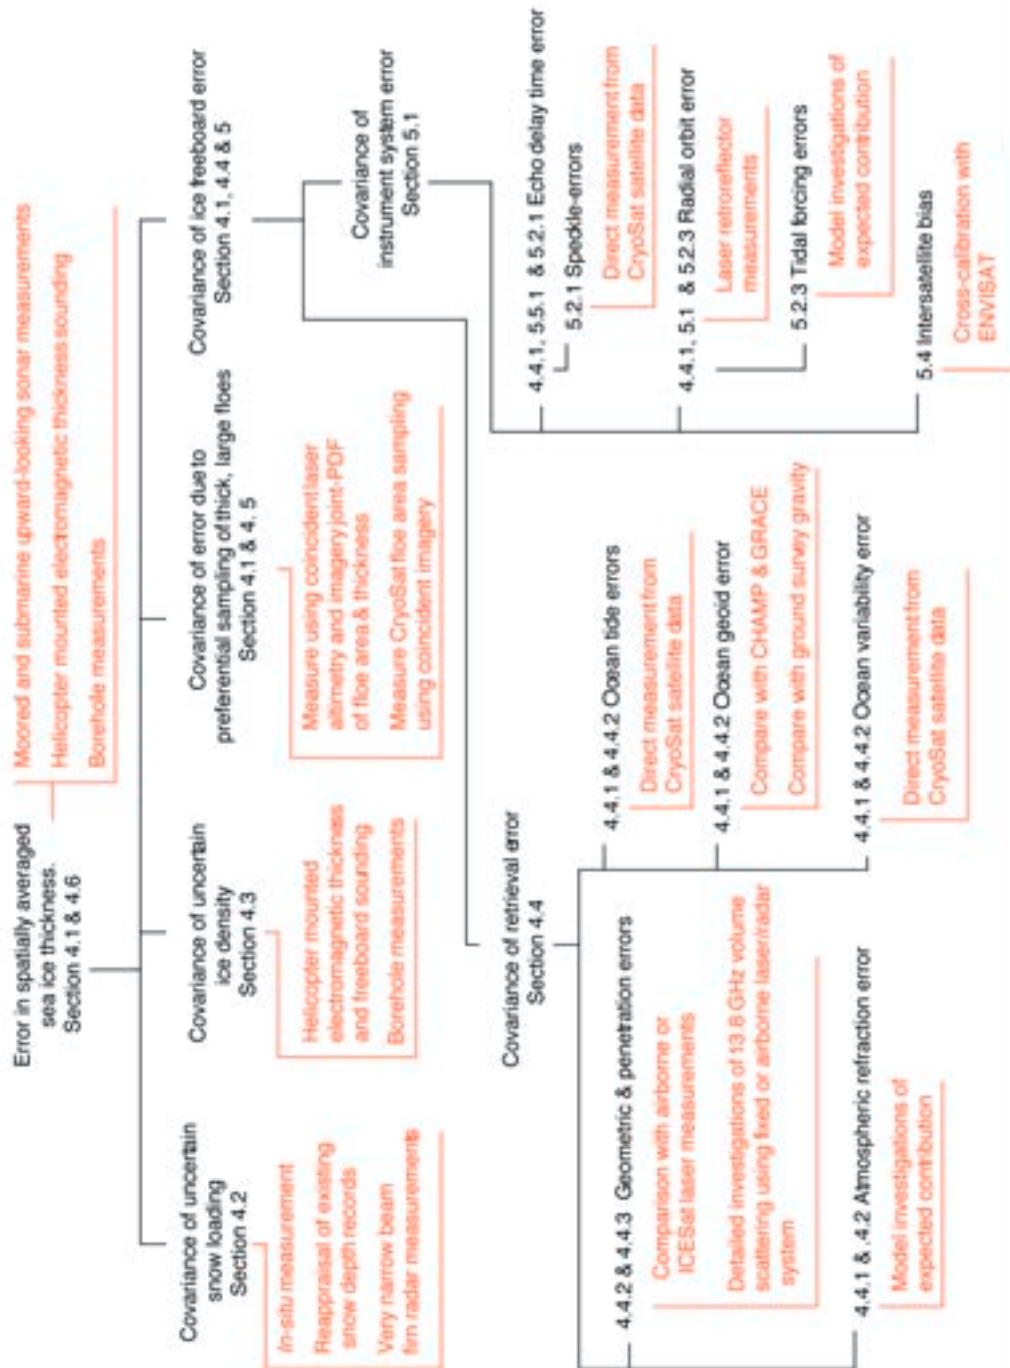 Error in spatially averaged
sea ice thickness.
Section 4.1 & 4.6
Moored and submarine upward-looking sonar measurements
Helicopter mounted electromagnetic thickness sounding
Borehole measurements
Covariance of uncertain
snow loading
Section 4.2
In-situ measurement
Reappraisal of existing
snow depth records
Very narrow beam
firn radar measurements
Covariance of uncertain
ice density
Section 4.3
Helicopter mounted
electromagnetic thickness
and freeboard sounding
Borehole measurements
Covariance of error due to
preferential sampling of thick, large floes
Section 4.1 & 4.5
Measure using coincident laser
altimetry and imagery joint-PDF
of floe area & thickness
Measure CryoSat floe area sampling
using coincident imagery
Covariance of ice freeboard error
Section 4.1, 4.4 & 5
Covariance of retrieval error
Section 4.4
4.4.2 & 4.4.3 Geometric & penetration errors
Comparison with airborne or
ICESat laser measurements
Detailed investigations of 13.8 GHz volume
scattering using fixed or airborne laser/radar
system
4.4.1 & .4.2 Atmospheric refraction error
Model investigations of
expected contribution
4.4.1 & 4.4.2 Ocean tide errors
Direct measurement from
CryoSat satellite data
4.4.1 & 4.4.2 Ocean geoid error
Compare with CHAMP & GRACE
Compare with ground survey gravity
4.4.1 & 4.4.2 Ocean variability error
Direct measurement from
CryoSat satellite data
Covariance of
instrument system error
Section 5.1
4.4.1, 5.5.1 & 5.2.1 Echo delay time error
5.2.1 Speckle-errors
Direct measurement from
CryoSat satellite data
4.4.1, 5.1 & 5.2.3 Radial orbit error
Laser retroreflector
measurements
5.2.3 Tidal forcing errors
Model investigations of
expected contribution
5.4 Intersatellite bias
Cross-calibration with
ENVISAT